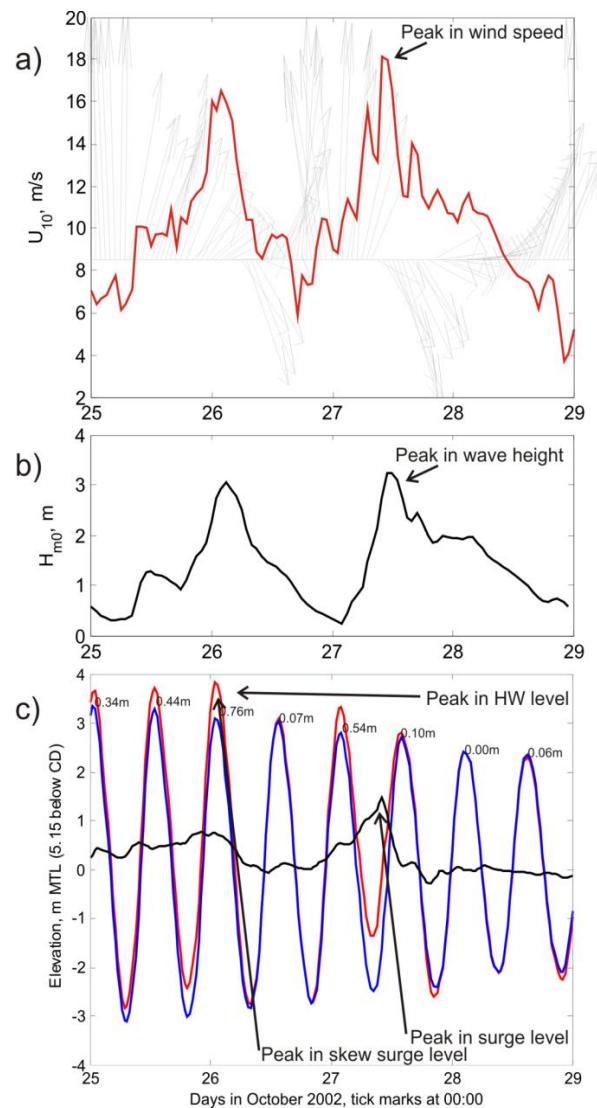 a)
Peak in wind speed
20
18
16
14
12
10
8
6
4
2
U10, m/s
25 26 27 28 29
b)
Peak in wave height
4
3
2
1
0
Hm0, m
25 26 27 28 29
c)
Peak in HW level
4
3
2
1
0
-1
-2
-3
-4
Elevation, m MTL (5.15 below CD)
0.34m 0.44m 0.76m 0.07m 0.54m 0.10m 0.00m 0.06m
Peak in surge level
Peak in skew surge level
25 26 27 28 29
Days in October 2002, tick marks at 00:00